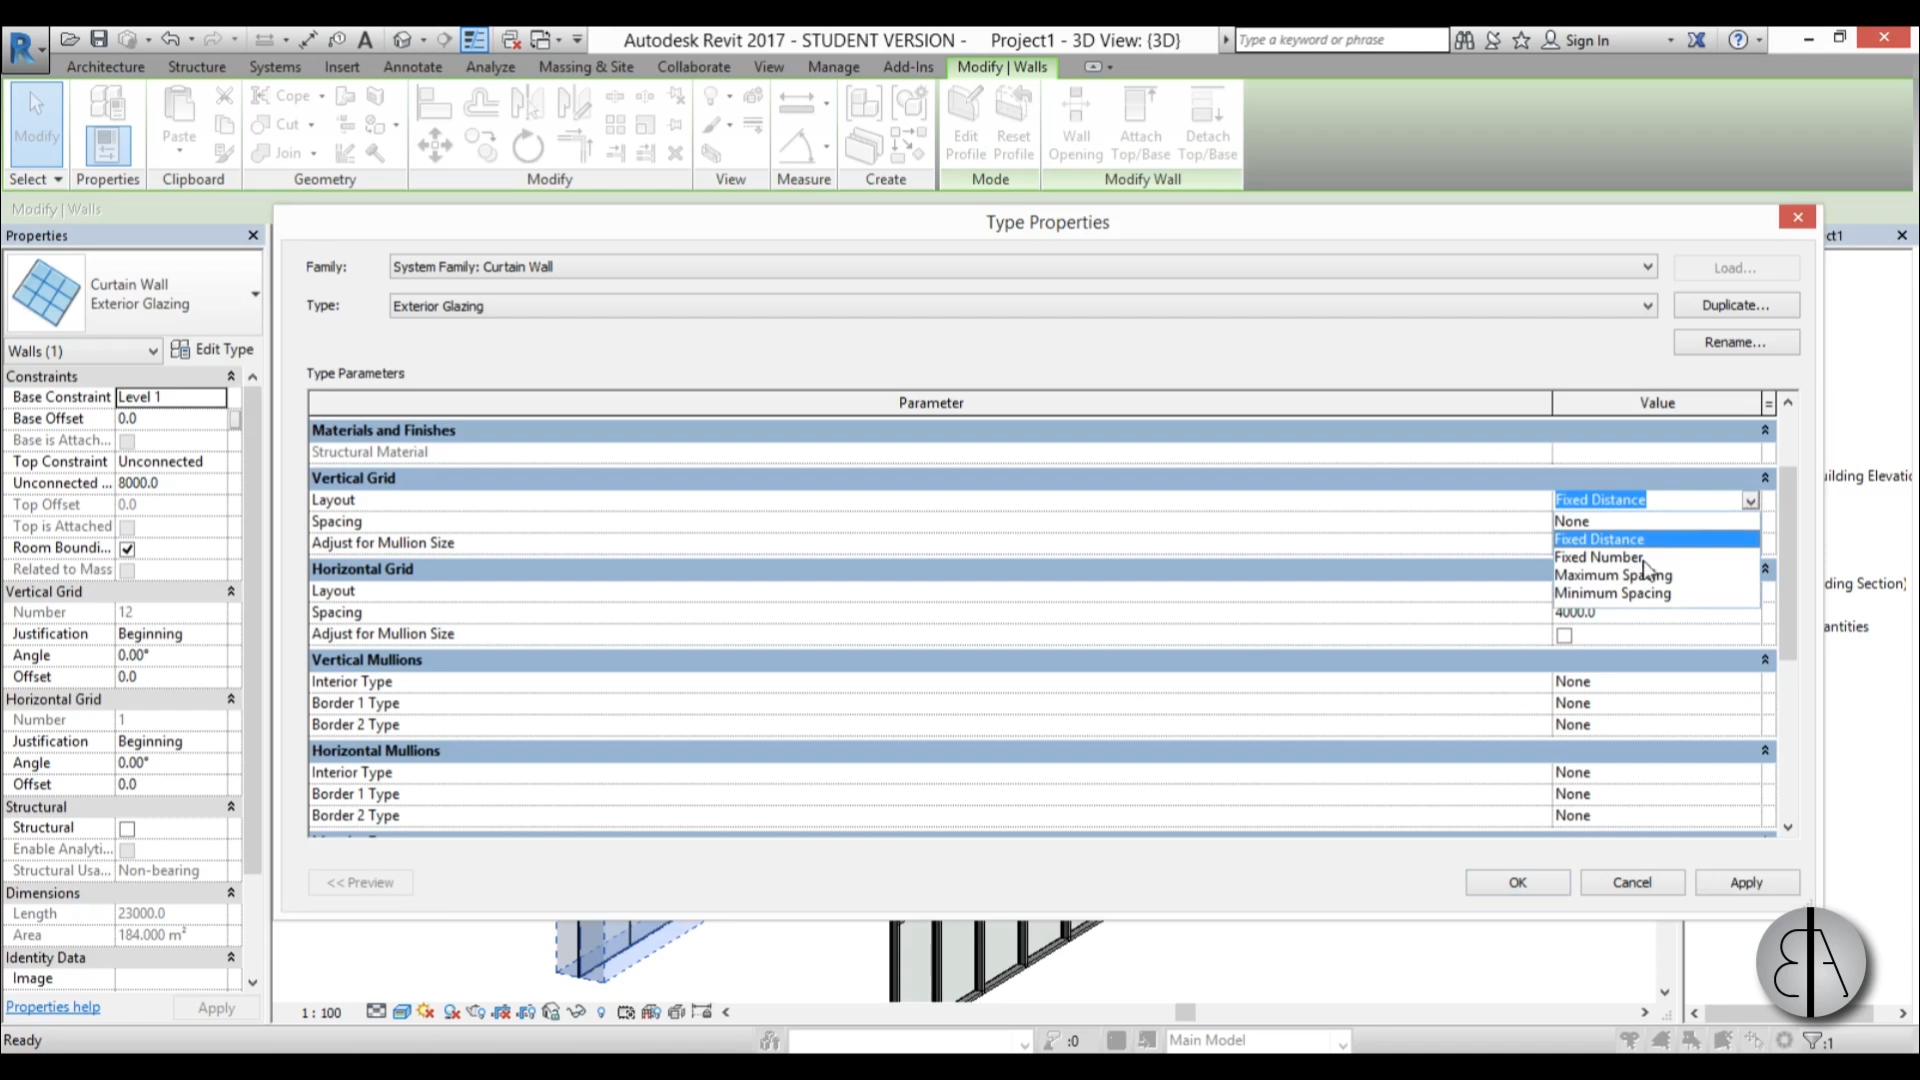 Autodesk Revit 2017 - STUDENT VERSION - Project1 - 3D View: {3D}
Type a keyword or phrase
Sign In
Architecture Structure Systems Insert Annotate Analyze Massing & Site Collaborate View Manage Add-Ins Modify | Walls
Modify Paste Cope Cut Join
Edit Profile Reset Profile Wall Opening Attach Top/Base Detach Top/Base
Select Properties Clipboard Geometry Modify View Measure Create Mode Modify Wall
Modify | Walls
Properties
Curtain Wall
Exterior Glazing
Walls (1) Edit Type
Constraints
Base Constraint Level 1
Base Offset 0.0
Base is Attach...
Top Constraint Unconnected
Unconnected ... 8000.0
Top Offset 0.0
Top is Attached
Room Boundi...
Related to Mass
Vertical Grid
Number 12
Justification Beginning
Angle 0.00°
Offset 0.0
Horizontal Grid
Number 1
Justification Beginning
Angle 0.00°
Offset 0.0
Structural
Structural
Enable Analyti...
Structural Usa... Non-bearing
Dimensions
Length 23000.0
Area 184.000 m²
Identity Data
Image
Properties help Apply
Type Properties
Family: System Family: Curtain Wall Load...
Type: Exterior Glazing Duplicate...
Rename...
Type Parameters
Parameter Value =
Materials and Finishes
Structural Material
Vertical Grid
Layout Fixed Distance
Spacing
Adjust for Mullion Size
None
Fixed Distance
Fixed Number
Maximum Spacing
Minimum Spacing
Horizontal Grid
Layout
Spacing 4000.0
Adjust for Mullion Size
Vertical Mullions
Interior Type None
Border 1 Type None
Border 2 Type None
Horizontal Mullions
Interior Type None
Border 1 Type None
Border 2 Type None
<< Preview OK Cancel Apply
ct1
uilding Elevatio
ding Section)
antities
1 : 100
Ready
:0
Main Model
:1
BA